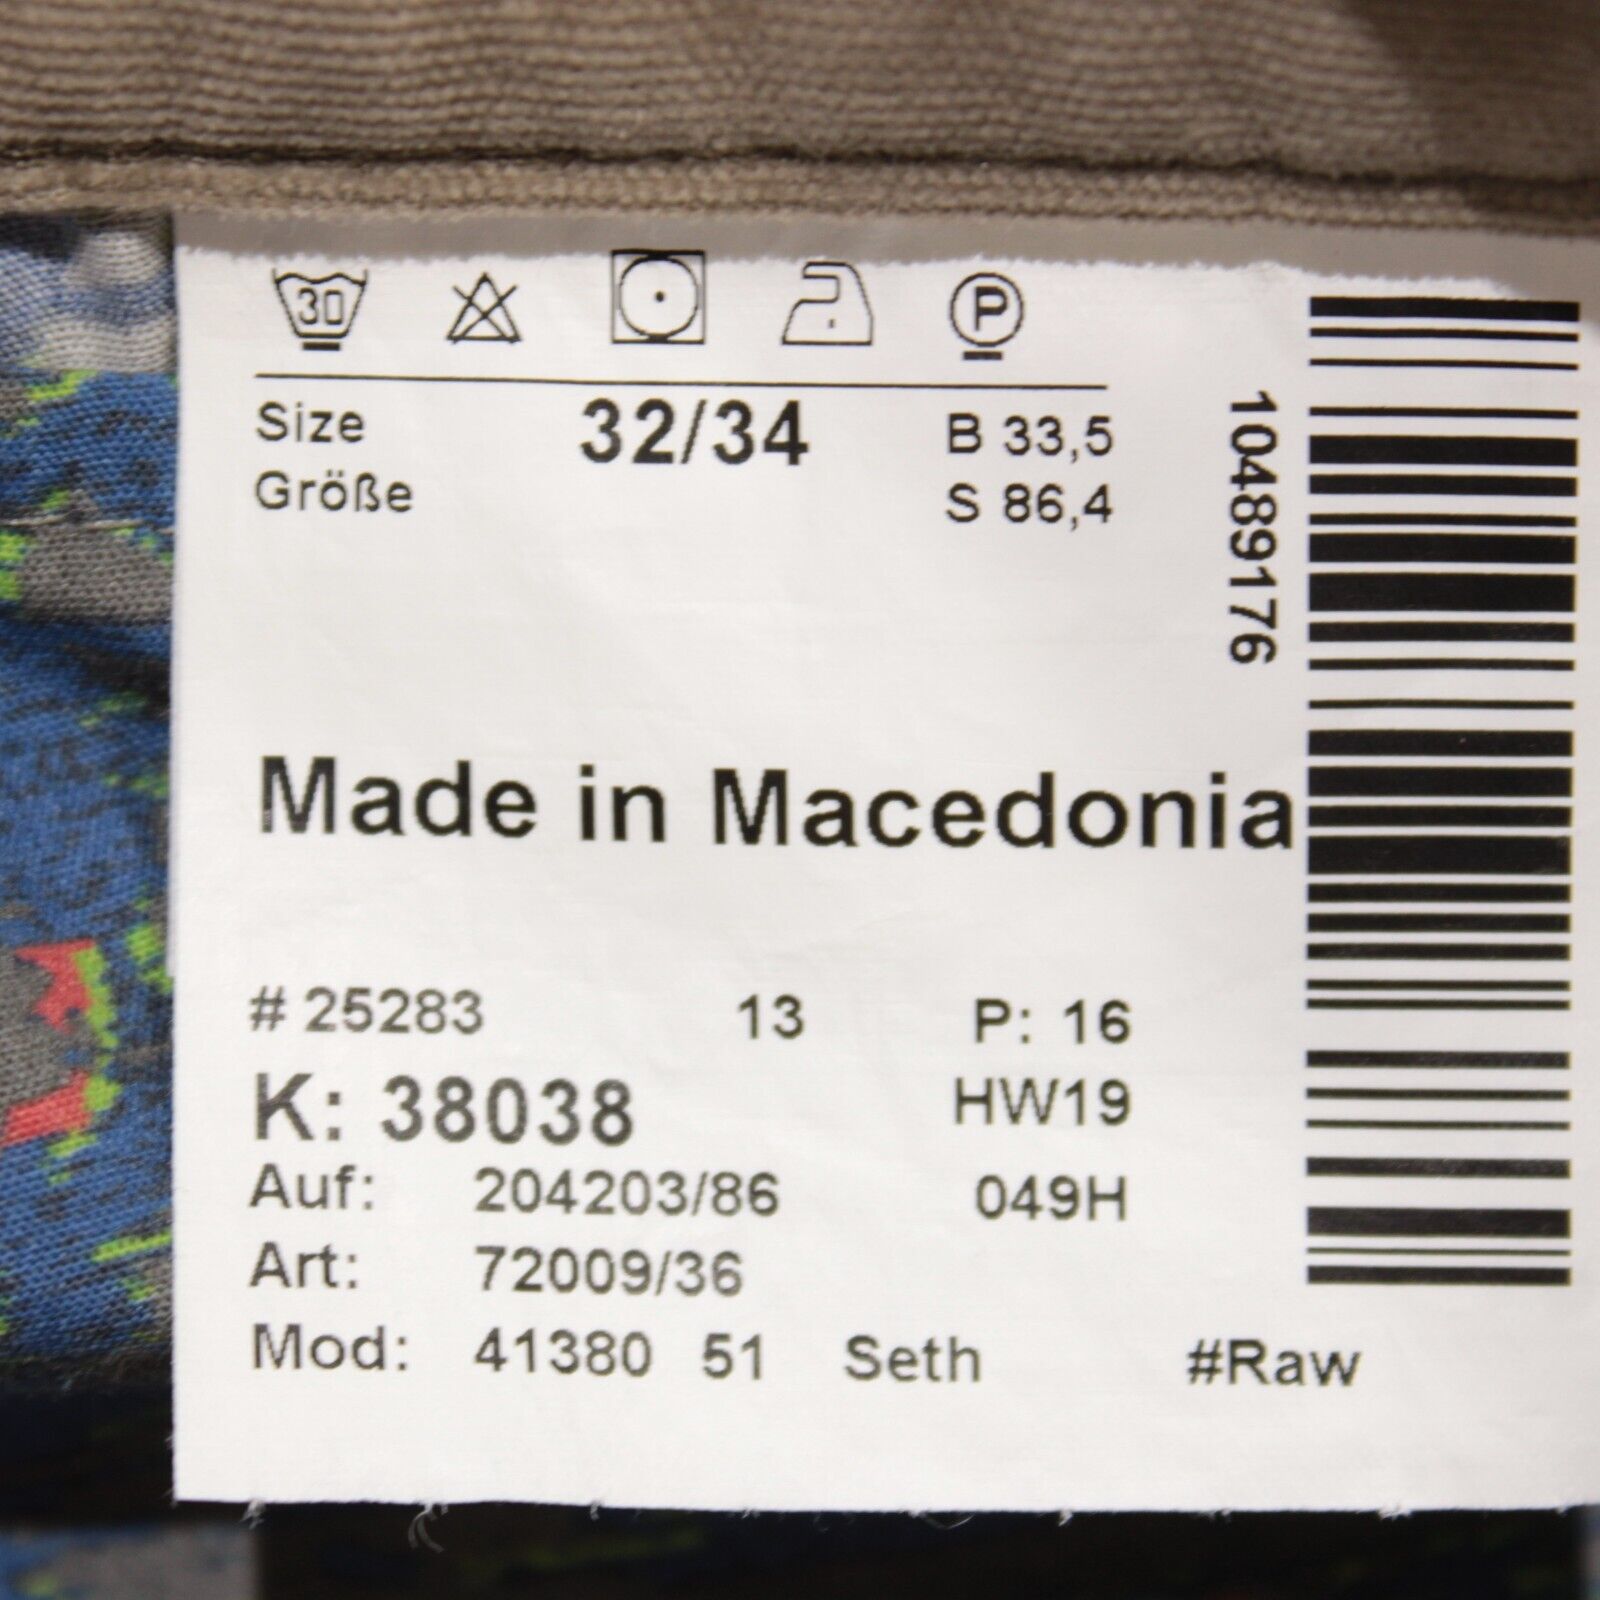 30 P
Size 32/34 B 33,5
Größe S 86,4
10489176
Made in Macedonia
# 25283 13 P: 16
K: 38038 HW19
Auf: 204203/86 049H
Art: 72009/36
Mod: 41380 51 Seth #Raw